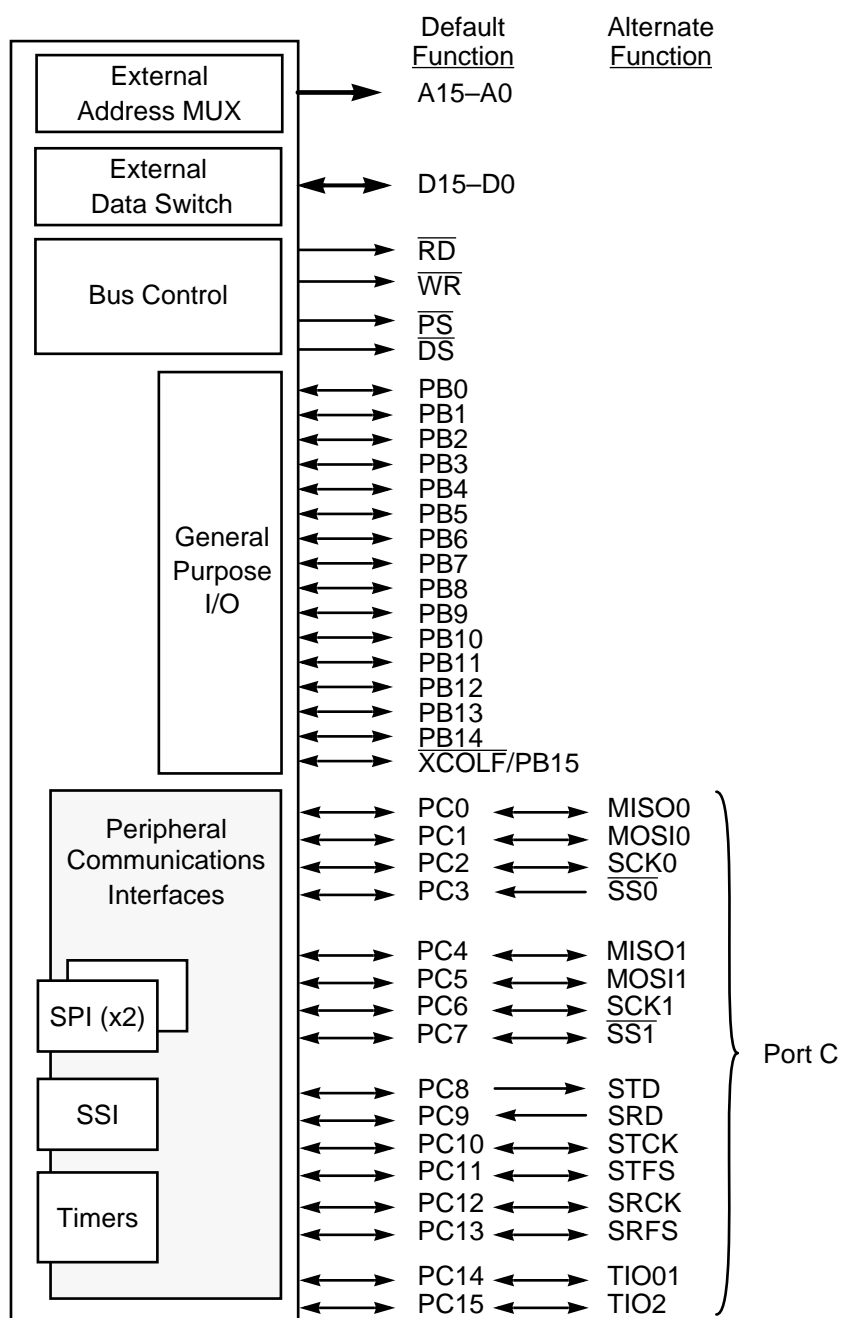 Default Alternate
Function Function
External
Address MUX
A15–A0
External
Data Switch
D15–D0
Bus Control
RD
WR
PS
DS
General
Purpose
I/O
PB0
PB1
PB2
PB3
PB4
PB5
PB6
PB7
PB8
PB9
PB10
PB11
PB12
PB13
PB14
XCOLF/PB15
Peripheral
Communications
Interfaces
SPI (x2)
SSI
Timers
PC0 MISO0
PC1 MOSI0
PC2 SCK0
PC3 SS0
PC4 MISO1
PC5 MOSI1
PC6 SCK1
PC7 SS1
PC8 STD
PC9 SRD
PC10 STCK
PC11 STFS
PC12 SRCK
PC13 SRFS
PC14 TIO01
PC15 TIO2
Port C